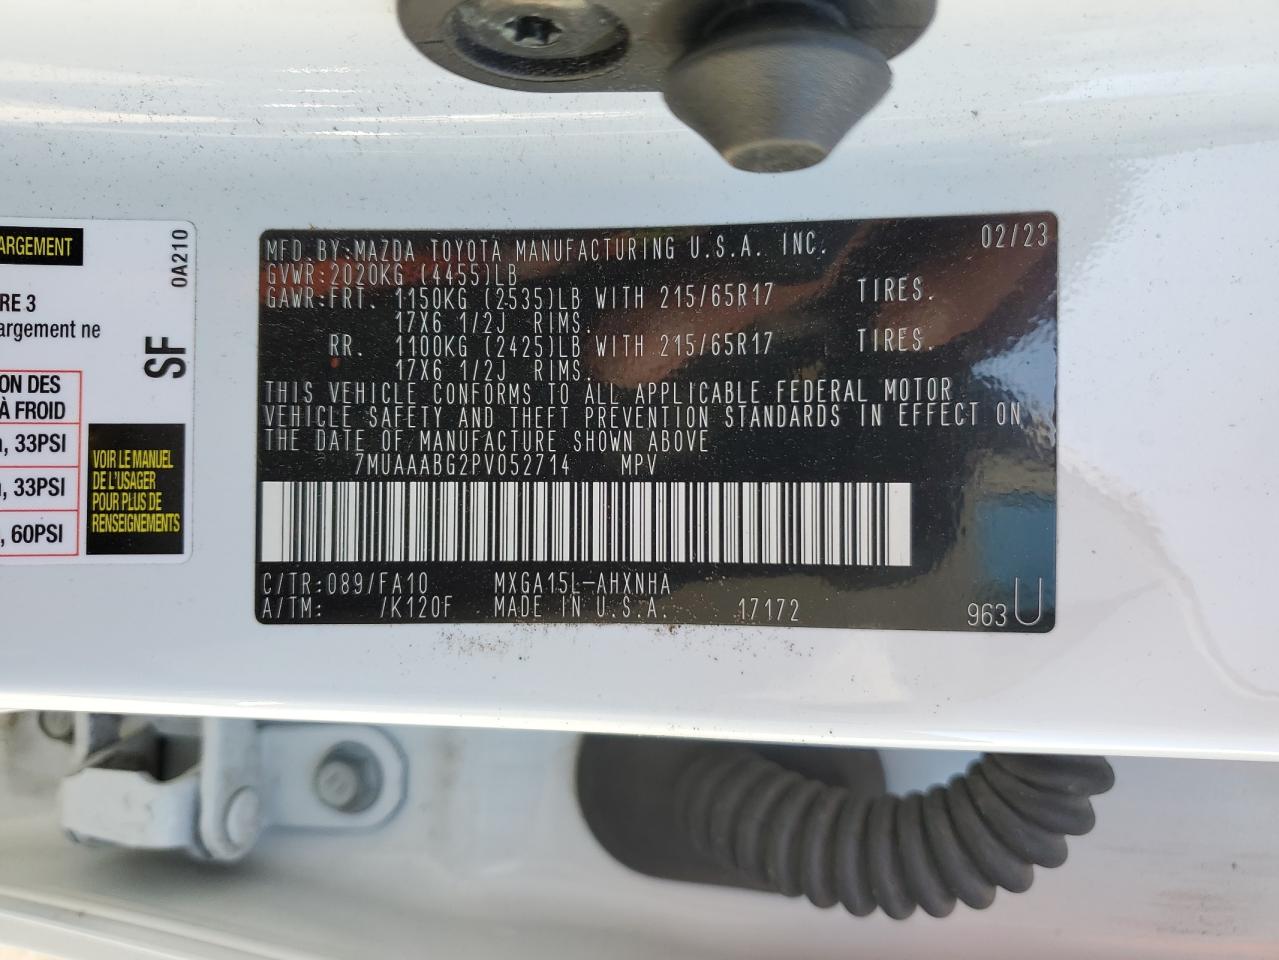 ARGEMENT
0A210
RE 3
argement ne
SF
ION DES
À FROID
, 33PSI
, 33PSI
, 60PSI
VOIR LE MANUEL
DE L'USAGER
POUR PLUS DE
RENSEIGNEMENTS
MFD.BY:MAZDA TOYOTA MANUFACTURING U.S.A. INC. 02/23
GVWR:2020KG (4455)LB
GAWR:FRT. 1150KG (2535)LB WITH 215/65R17 TIRES.
17X6 1/2J RIMS.
RR. 1100KG (2425)LB WITH 215/65R17 TIRES.
17X6 1/2J RIMS.
THIS VEHICLE CONFORMS TO ALL APPLICABLE FEDERAL MOTOR
VEHICLE SAFETY AND THEFT PREVENTION STANDARDS IN EFFECT ON
THE DATE OF MANUFACTURE SHOWN ABOVE
7MUAAABG2PV052714 MPV
C/TR:089/FA10 MXGA15L-AHXNHA
A/TM: /K120F MADE IN U.S.A. 17172 963U